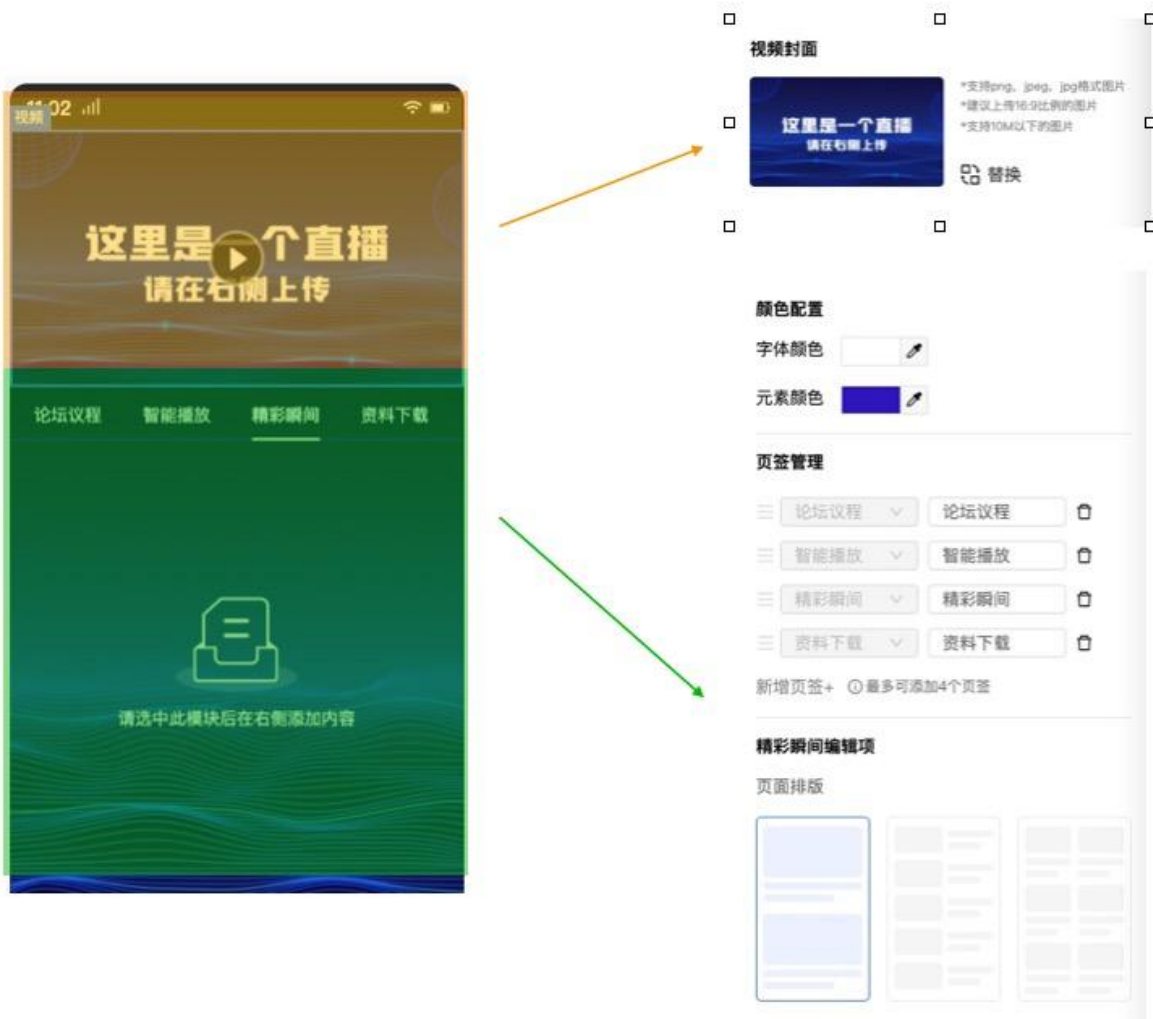 11:02
视频
这里是一个直播
请在右侧上传
论坛议程 智能播放 精彩瞬间 资料下载
请选中此模块后在右侧添加内容
视频封面
这里是一个直播
请在右侧上传
*支持png、jpeg、jpg格式图片
*建议上传16:9比例的图片
*支持10M以下的图片
替换
颜色配置
字体颜色
元素颜色
页签管理
论坛议程 论坛议程
智能播放 智能播放
精彩瞬间 精彩瞬间
资料下载 资料下载
新增页签+ 最多可添加4个页签
精彩瞬间编辑项
页面排版